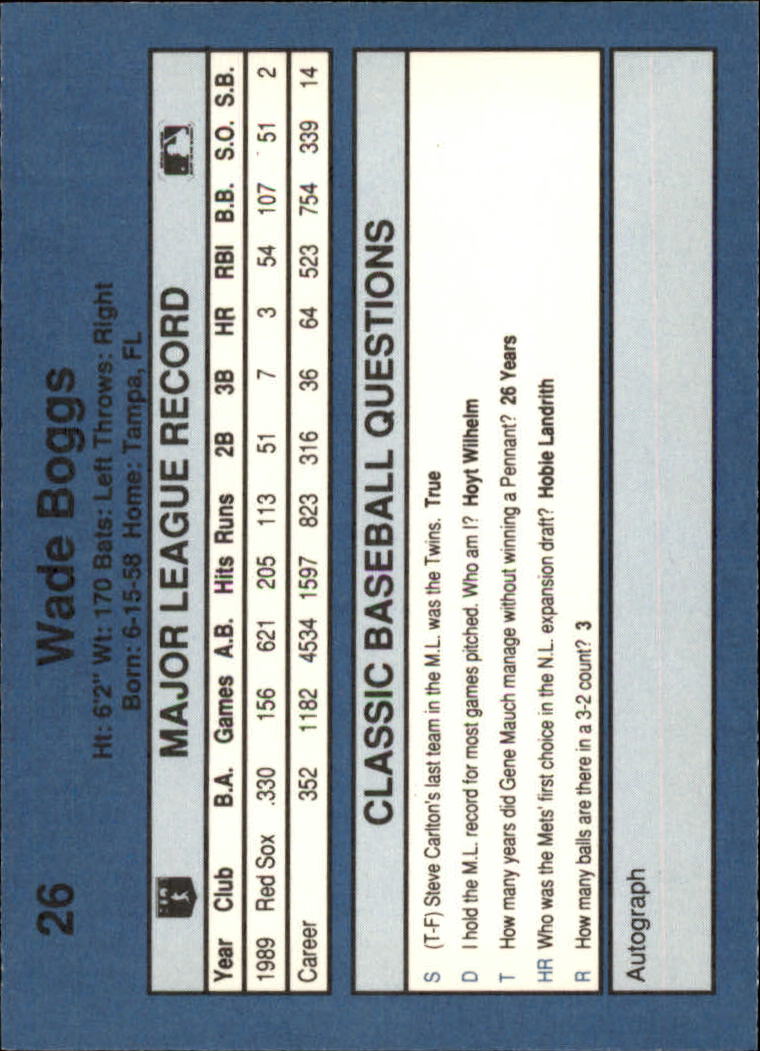 26 Wade Boggs
Ht: 6'2" Wt: 170 Bats: Left Throws: Right
Born: 6-15-58 Home: Tampa, FL
MAJOR LEAGUE RECORD
Year Club B.A. Games A.B. Hits Runs 2B 3B HR RBI B.B. S.O. S.B.
1989 Red Sox .330 156 621 205 113 51 7 3 54 107 51 2
Career 352 1182 4534 1597 823 316 36 64 523 754 339 14
CLASSIC BASEBALL QUESTIONS
S (T-F) Steve Carlton's last team in the M.L. was the Twins. True
D I hold the M.L. record for most games pitched. Who am I? Hoyt Wilhelm
T How many years did Gene Mauch manage without winning a Pennant? 26 Years
HR Who was the Mets' first choice in the N.L. expansion draft? Hobie Landrith
R How many balls are there in a 3-2 count? 3
Autograph